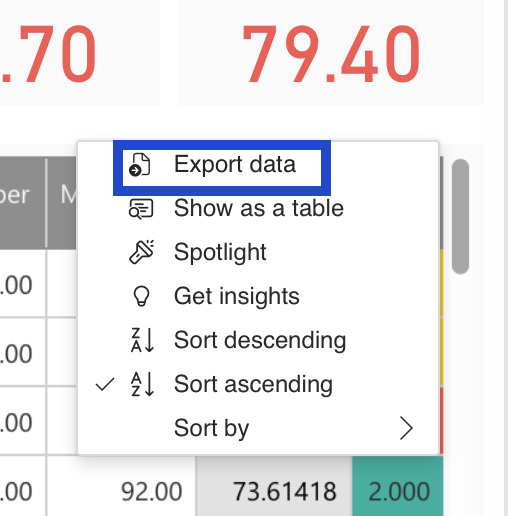 .70 79.40
ber M
.00
Export data
Show as a table
Spotlight
.00
Get insights
Sort descending
.00
Sort ascending
Sort by
.00 92.00 73.61418 2.000